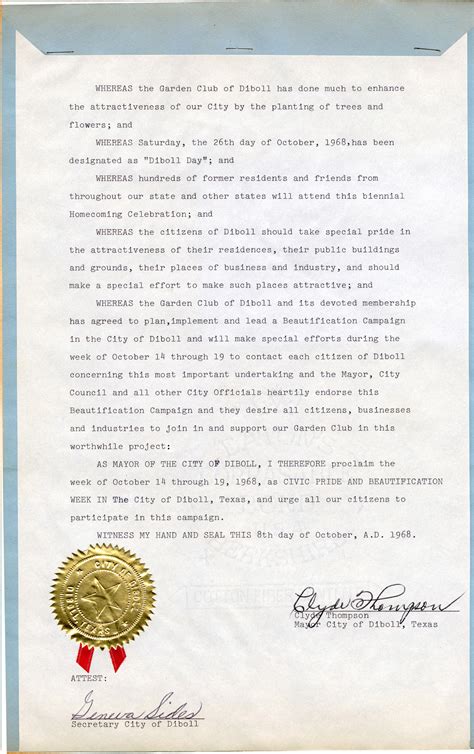 WHEREAS the Garden Club of Diboll has done much to enhance
the attractiveness of our City by the planting of trees and
flowers; and
WHEREAS Saturday, the 26th day of October, 1968,has been
designated as "Diboll Day"; and
WHEREAS hundreds of former residents and friends from
throughout our state and other states will attend this biennial
Homecoming Celebration; and
WHEREAS the citizens of Diboll should take special pride in
the attractiveness of their residences, their public buildings
and grounds, their places of business and industry, and should
make a special effort to make such places attractive; and
WHEREAS the Garden Club of Diboll and its devoted membership
has agreed to plan,implement and lead a Beautification Campaign
in the City of Diboll and will make special efforts during the
week of October 14 through 19 to contact each citizen of Diboll
concerning this most important undertaking and the Mayor, City
Council and all other City Officials heartily endorse this
Beautification Campaign and they desire all citizens, businesses
and industries to join in and support our Garden Club in this
worthwhile project:
AS MAYOR OF THE CITY OF DIBOLL, I THEREFORE proclaim the
week of October 14 through 19, 1968, as CIVIC PRIDE AND BEAUTIFICATION
WEEK IN The City of Diboll, Texas, and urge all our citizens to
participate in this campaign.
WITNESS MY HAND AND SEAL THIS 8th day of October, A.D. 1968.
CITY OF DIBOLL
Clyde Thompson
Clyde Thompson
Mayor City of Diboll, Texas
ATTEST:
Geneva Sides
Secretary City of Diboll